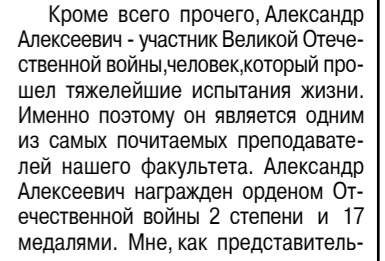 Кроме всего прочего, Александр
Алексеевич - участник Великой Отече-
ственной войны,человек,который про-
шел тяжелейшие испытания жизни.
Именно поэтому он является одним
из самых почитаемых преподавате-
лей нашего факультета. Александр
Алексеевич награжден орденом От-
ечественной войны 2 степени и 17
медалями. Мне, как представитель-